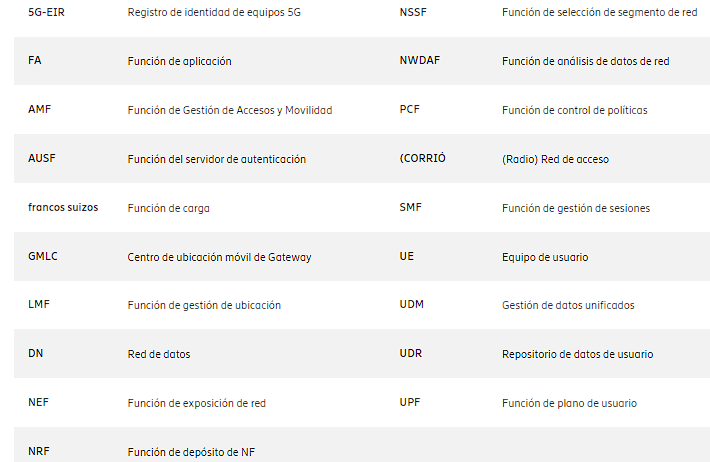 5G-EIR Registro de identidad de equipos 5G NSSF Función de selección de segmento de red
FA Función de aplicación NWDAF Función de análisis de datos de red
AMF Función de Gestión de Accesos y Movilidad PCF Función de control de políticas
AUSF Función del servidor de autenticación (CORRIÓ (Radio) Red de acceso
francos suizos Función de carga SMF Función de gestión de sesiones
GMLC Centro de ubicación móvil de Gateway UE Equipo de usuario
LMF Función de gestión de ubicación UDM Gestión de datos unificados
DN Red de datos UDR Repositorio de datos de usuario
NEF Función de exposición de red UPF Función de plano de usuario
NRF Función de depósito de NF